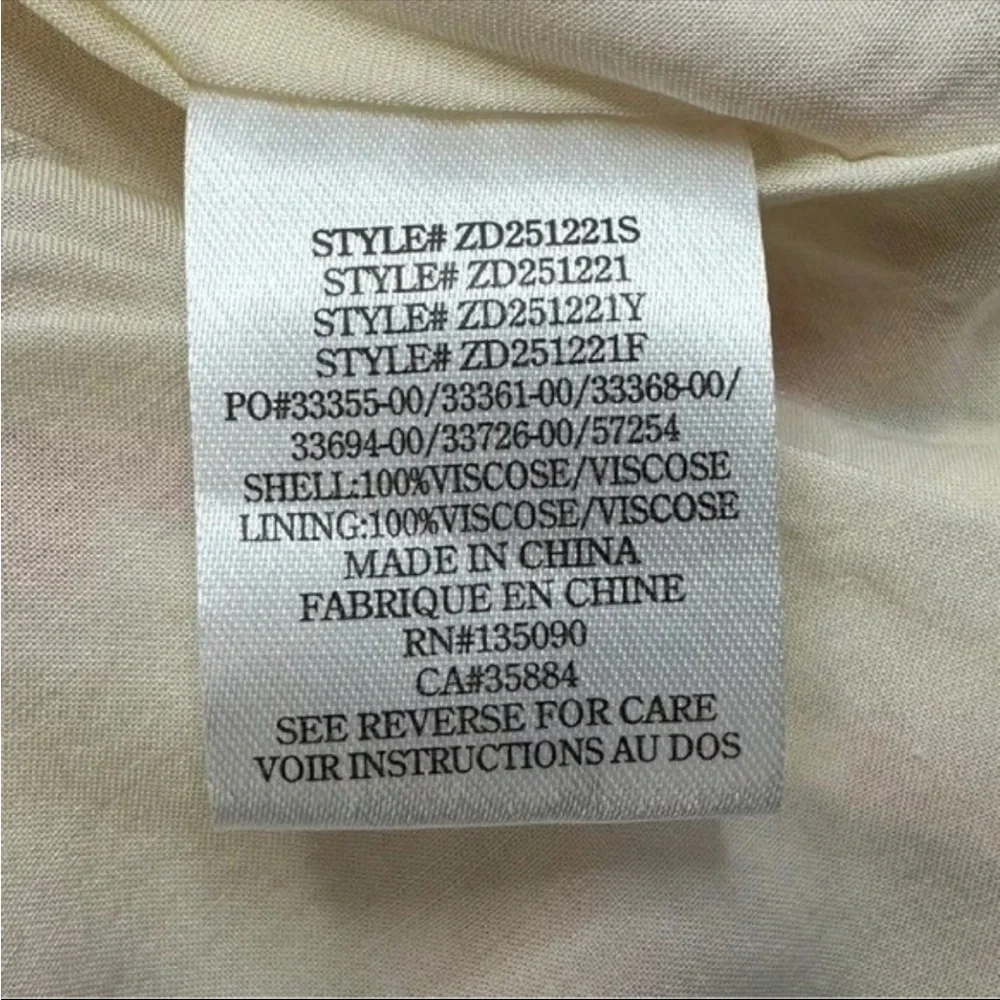 STYLE# ZD251221S
STYLE# ZD251221
STYLE# ZD251221Y
STYLE# ZD251221F
PO#33355-00/33361-00/33368-00/
33694-00/33726-00/57254
SHELL:100%VISCOSE/VISCOSE
LINING:100%VISCOSE/VISCOSE
MADE IN CHINA
FABRIQUE EN CHINE
RN#135090
CA#35884
SEE REVERSE FOR CARE
VOIR INSTRUCTIONS AU DOS